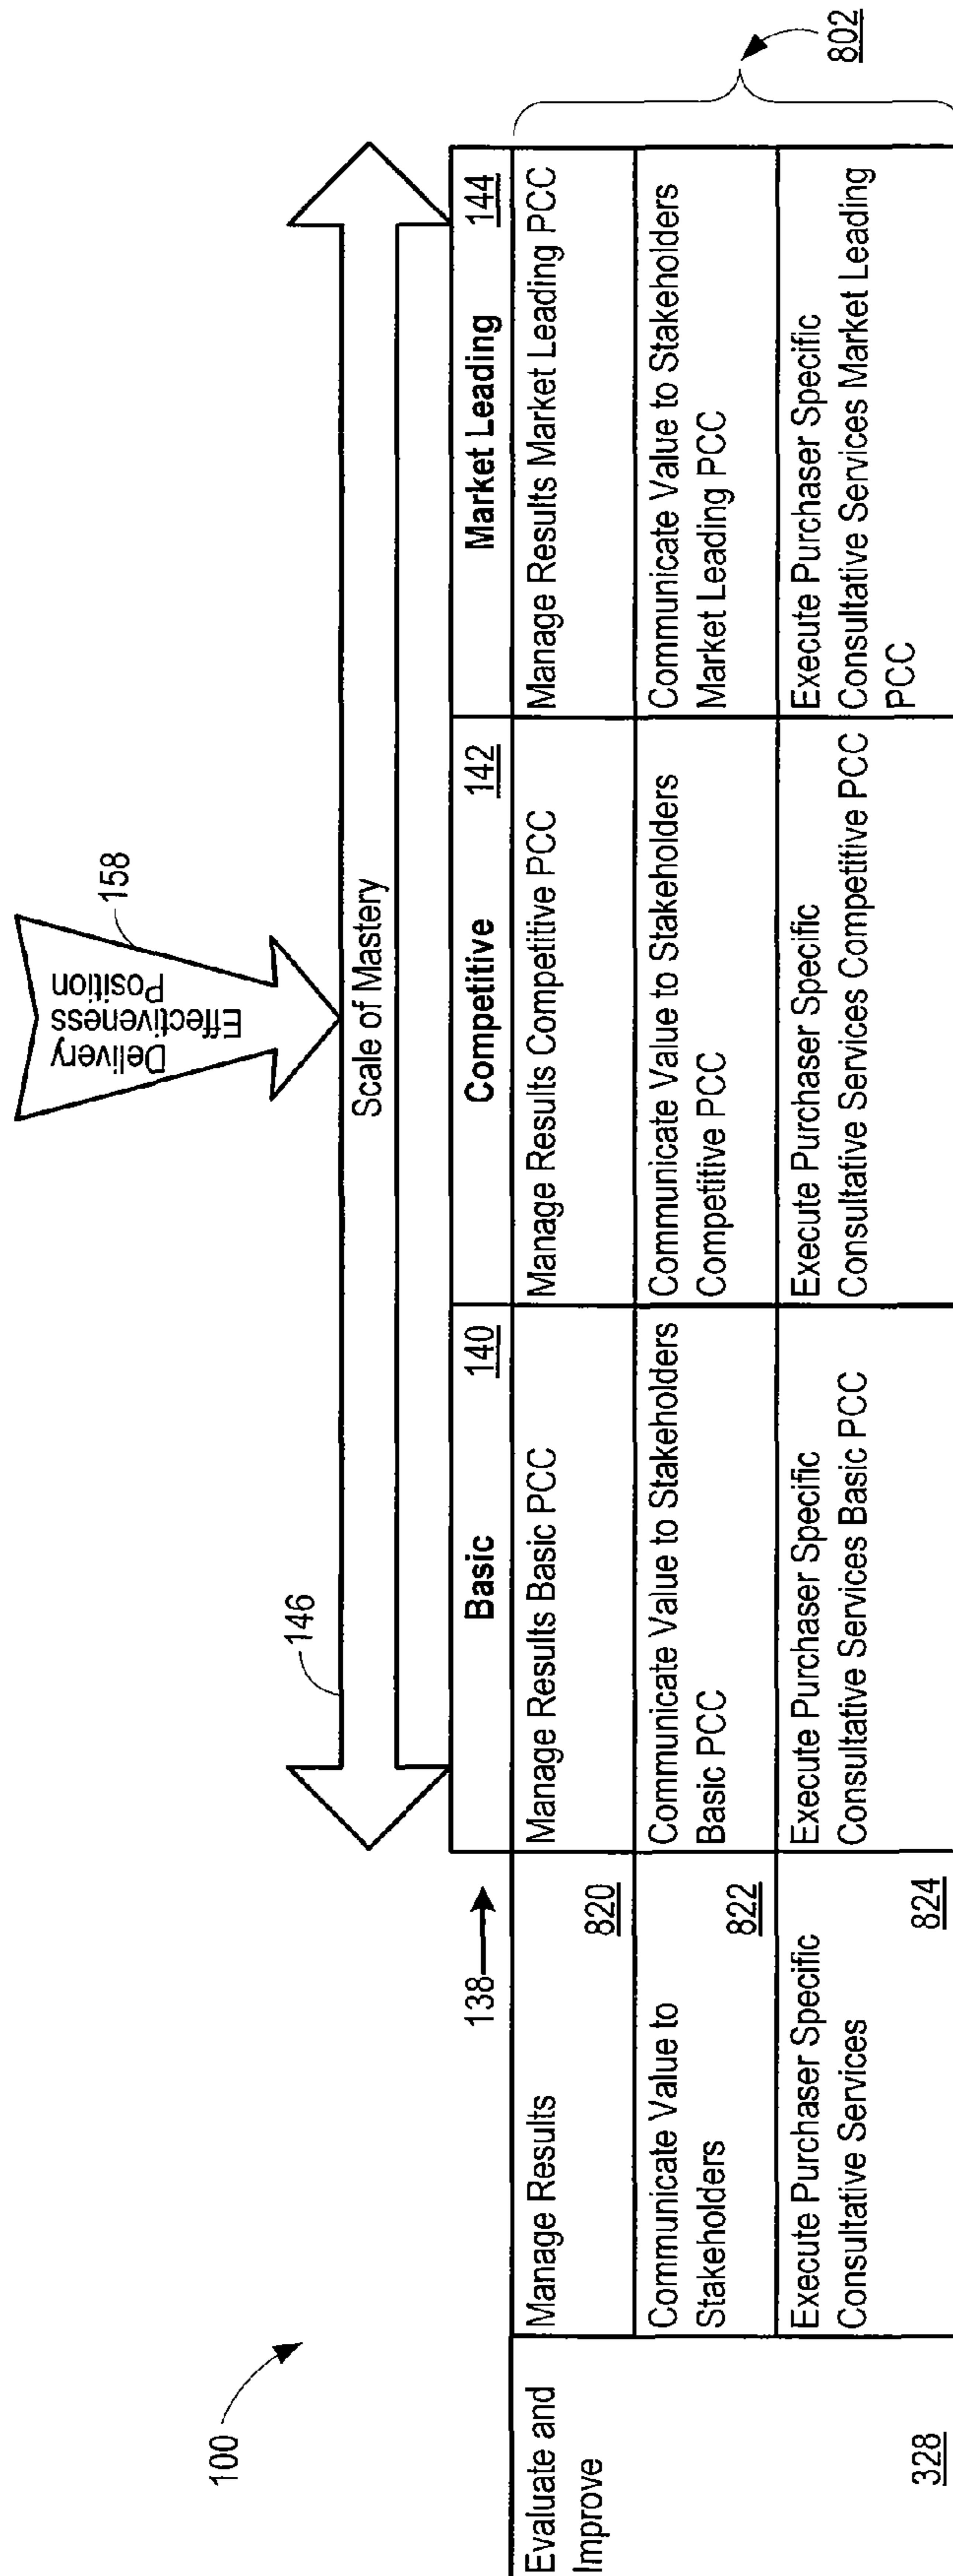 100
Delivery
Effectiveness
Position
158
146
Scale of Mastery
138
Basic 140
Competitive 142
Market Leading 144
Evaluate and
Improve
328
Manage Results
820
Manage Results Basic PCC
Manage Results Competitive PCC
Manage Results Market Leading PCC
Communicate Value to
Stakeholders
822
Communicate Value to Stakeholders
Basic PCC
Communicate Value to Stakeholders
Competitive PCC
Communicate Value to Stakeholders
Market Leading PCC
Execute Purchaser Specific
Consultative Services
824
Execute Purchaser Specific
Consultative Services Basic PCC
Execute Purchaser Specific
Consultative Services Competitive PCC
Execute Purchaser Specific
Consultative Services Market Leading
PCC
802